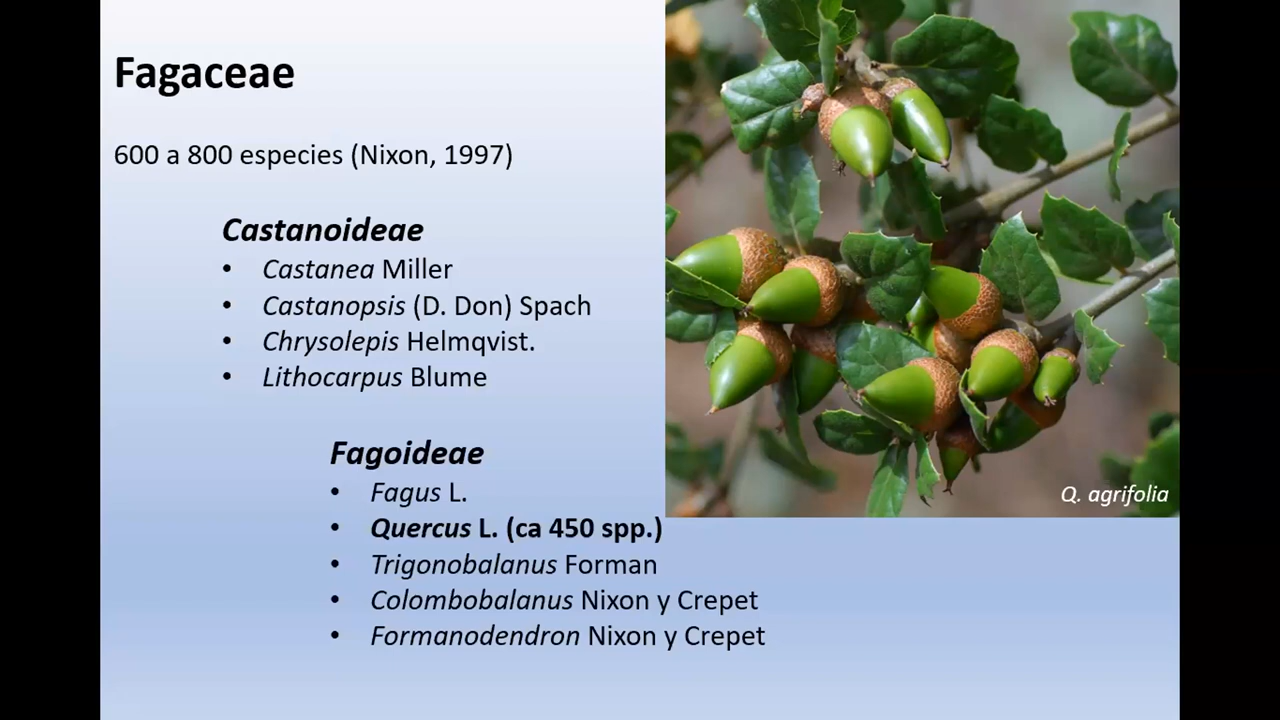 Fagaceae
600 a 800 especies (Nixon, 1997)
Castanoideae
• Castanea Miller
• Castanopsis (D. Don) Spach
• Chrysolepis Helmqvist.
• Lithocarpus Blume
Fagoideae
• Fagus L.
• Quercus L. (ca 450 spp.)
• Trigonobalanus Forman
• Colombobalanus Nixon y Crepet
• Formanodendron Nixon y Crepet
Q. agrifolia